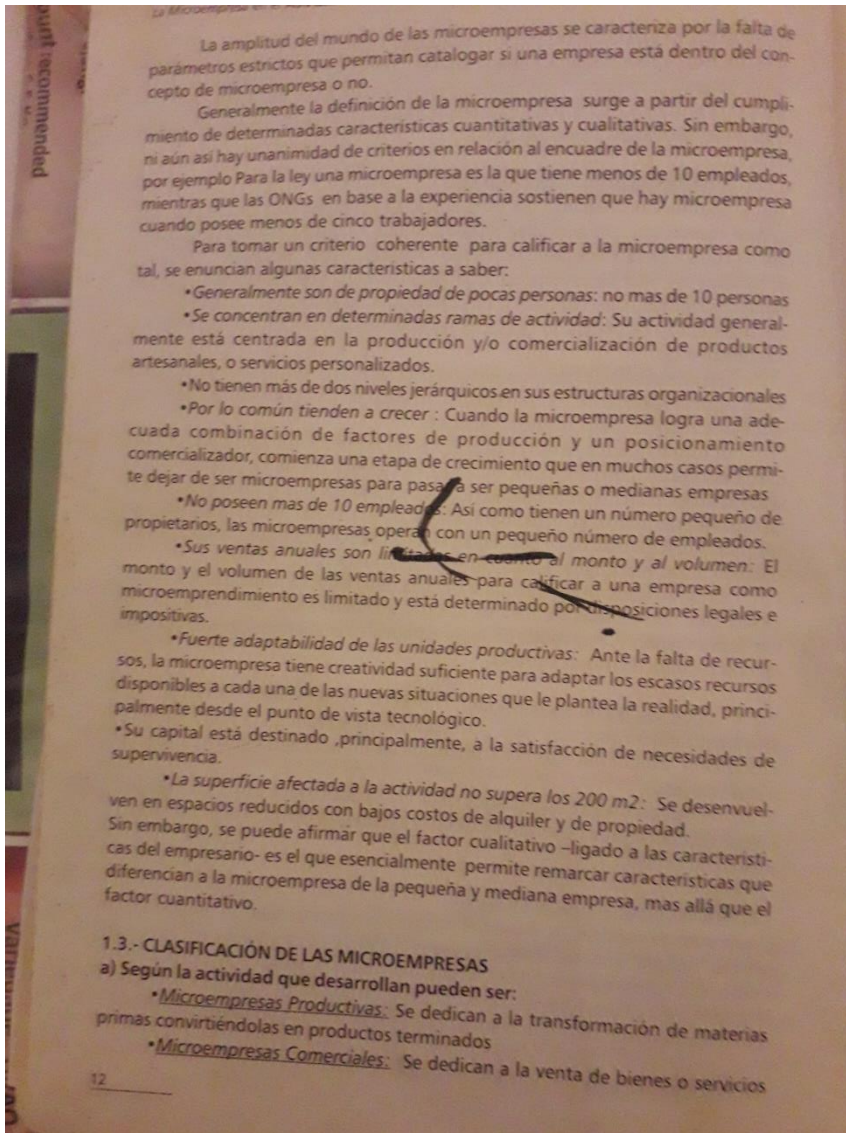 La Microempresa en el
La amplitud del mundo de las microempresas se caracteriza por la falta de
parámetros estrictos que permitan catalogar si una empresa está dentro del con-
cepto de microempresa o no.
Generalmente la definición de la microempresa surge a partir del cumpli-
miento de determinadas características cuantitativas y cualitativas. Sin embargo,
ni aún así hay unanimidad de criterios en relación al encuadre de la microempresa,
por ejemplo Para la ley una microempresa es la que tiene menos de 10 empleados,
mientras que las ONGs en base a la experiencia sostienen que hay microempresa
cuando posee menos de cinco trabajadores.
Para tomar un criterio coherente para calificar a la microempresa como
tal, se enuncian algunas características a saber:
•Generalmente son de propiedad de pocas personas: no mas de 10 personas
•Se concentran en determinadas ramas de actividad: Su actividad general-
mente está centrada en la producción y/o comercialización de productos
artesanales, o servicios personalizados.
•No tienen más de dos niveles jerárquicos en sus estructuras organizacionales
•Por lo común tienden a crecer : Cuando la microempresa logra una ade-
cuada combinación de factores de producción y un posicionamiento
comercializador, comienza una etapa de crecimiento que en muchos casos permi-
te dejar de ser microempresas para pasar a ser pequeñas o medianas empresas
•No poseen mas de 10 empleados: Así como tienen un número pequeño de
propietarios, las microempresas operan con un pequeño número de empleados.
•Sus ventas anuales son limitadas en cuanto al monto y al volumen: El
monto y el volumen de las ventas anuales para calificar a una empresa como
microemprendimiento es limitado y está determinado por disposiciones legales e
impositivas.
•Fuerte adaptabilidad de las unidades productivas: Ante la falta de recur-
sos, la microempresa tiene creatividad suficiente para adaptar los escasos recursos
disponibles a cada una de las nuevas situaciones que le plantea la realidad, princi-
palmente desde el punto de vista tecnológico.
•Su capital está destinado ,principalmente, a la satisfacción de necesidades de
supervivencia.
•La superficie afectada a la actividad no supera los 200 m2: Se desenvuel-
ven en espacios reducidos con bajos costos de alquiler y de propiedad.
Sin embargo, se puede afirmar que el factor cualitativo –ligado a las característi-
cas del empresario- es el que esencialmente permite remarcar características que
diferencian a la microempresa de la pequeña y mediana empresa, mas allá que el
factor cuantitativo.
1.3.- CLASIFICACIÓN DE LAS MICROEMPRESAS
a) Según la actividad que desarrollan pueden ser:
•Microempresas Productivas: Se dedican a la transformación de materias
primas convirtiéndolas en productos terminados
•Microempresas Comerciales: Se dedican a la venta de bienes o servicios
12
recommended